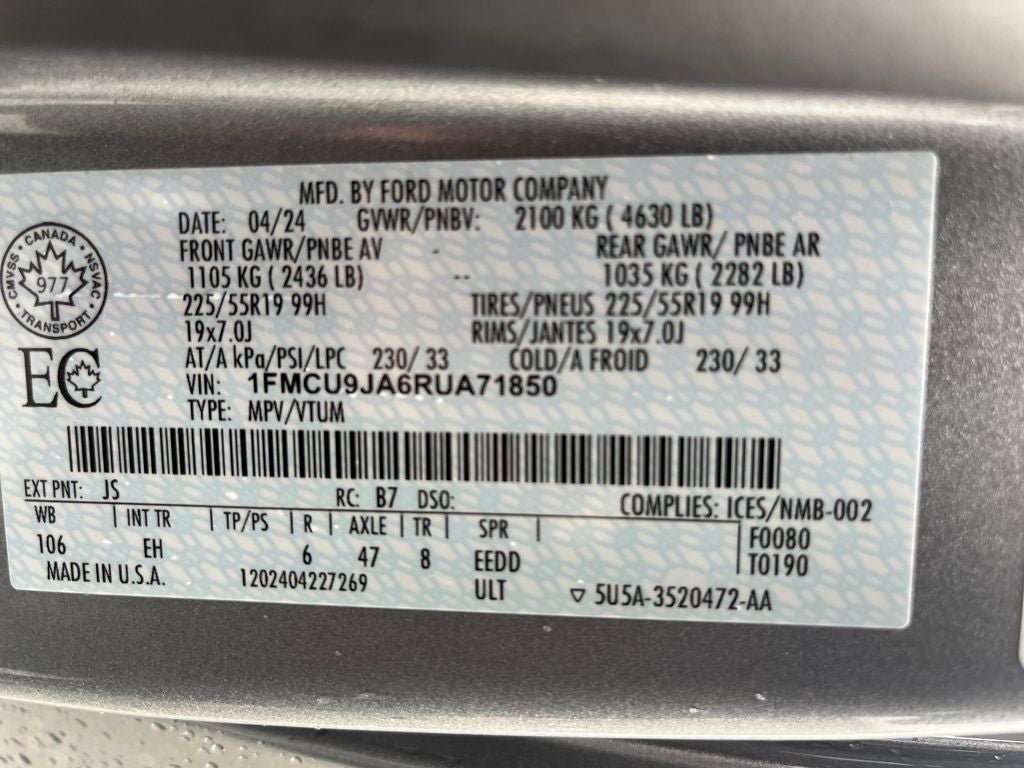 MFD. BY FORD MOTOR COMPANY
DATE: 04/24 GVWR/PNBV: 2100 KG ( 4630 LB)
FRONT GAWR/PNBE AV - REAR GAWR/ PNBE AR
1105 KG ( 2436 LB) -- 1035 KG ( 2282 LB)
225/55R19 99H TIRES/PNEUS 225/55R19 99H
19x7.0J RIMS/JANTES 19x7.0J
AT/A kPa/PSI/LPC 230/ 33 COLD/A FROID 230/ 33
VIN: 1FMCU9JA6RUA71850
TYPE: MPV/VTUM
CANADA
CMVSS · NSVAC
977
TRANSPORT
EC
EXT PNT: JS RC: B7 DSO: COMPLIES: ICES/NMB-002
WB | INT TR | TP/PS | R | AXLE | TR | SPR | F0080
106 EH 6 47 8 EEDD T0190
MADE IN U.S.A. 1202404227269 ULT ▽ 5U5A-3520472-AA